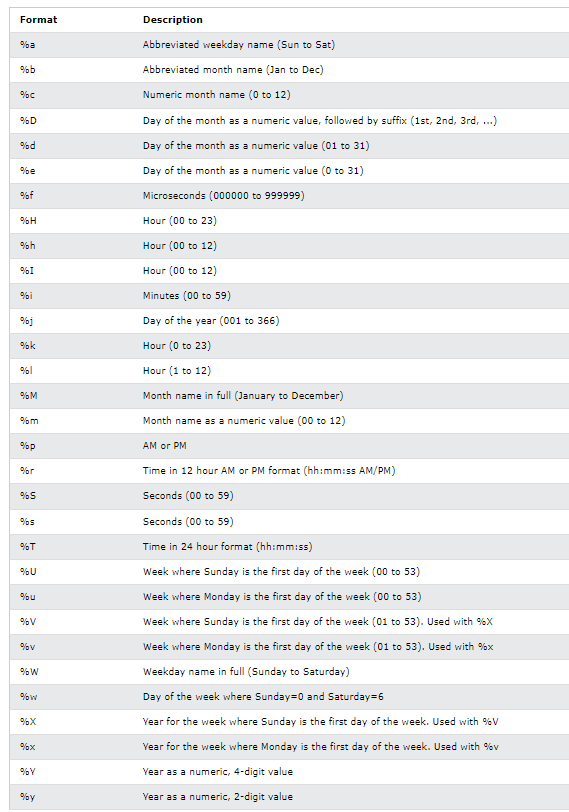 Format Description
%a Abbreviated weekday name (Sun to Sat)
%b Abbreviated month name (Jan to Dec)
%c Numeric month name (0 to 12)
%D Day of the month as a numeric value, followed by suffix (1st, 2nd, 3rd, ...)
%d Day of the month as a numeric value (01 to 31)
%e Day of the month as a numeric value (0 to 31)
%f Microseconds (000000 to 999999)
%H Hour (00 to 23)
%h Hour (00 to 12)
%I Hour (00 to 12)
%i Minutes (00 to 59)
%j Day of the year (001 to 366)
%k Hour (0 to 23)
%l Hour (1 to 12)
%M Month name in full (January to December)
%m Month name as a numeric value (00 to 12)
%p AM or PM
%r Time in 12 hour AM or PM format (hh:mm:ss AM/PM)
%S Seconds (00 to 59)
%s Seconds (00 to 59)
%T Time in 24 hour format (hh:mm:ss)
%U Week where Sunday is the first day of the week (00 to 53)
%u Week where Monday is the first day of the week (00 to 53)
%V Week where Sunday is the first day of the week (01 to 53). Used with %X
%v Week where Monday is the first day of the week (01 to 53). Used with %x
%W Weekday name in full (Sunday to Saturday)
%w Day of the week where Sunday=0 and Saturday=6
%X Year for the week where Sunday is the first day of the week. Used with %V
%x Year for the week where Monday is the first day of the week. Used with %v
%Y Year as a numeric, 4-digit value
%y Year as a numeric, 2-digit value